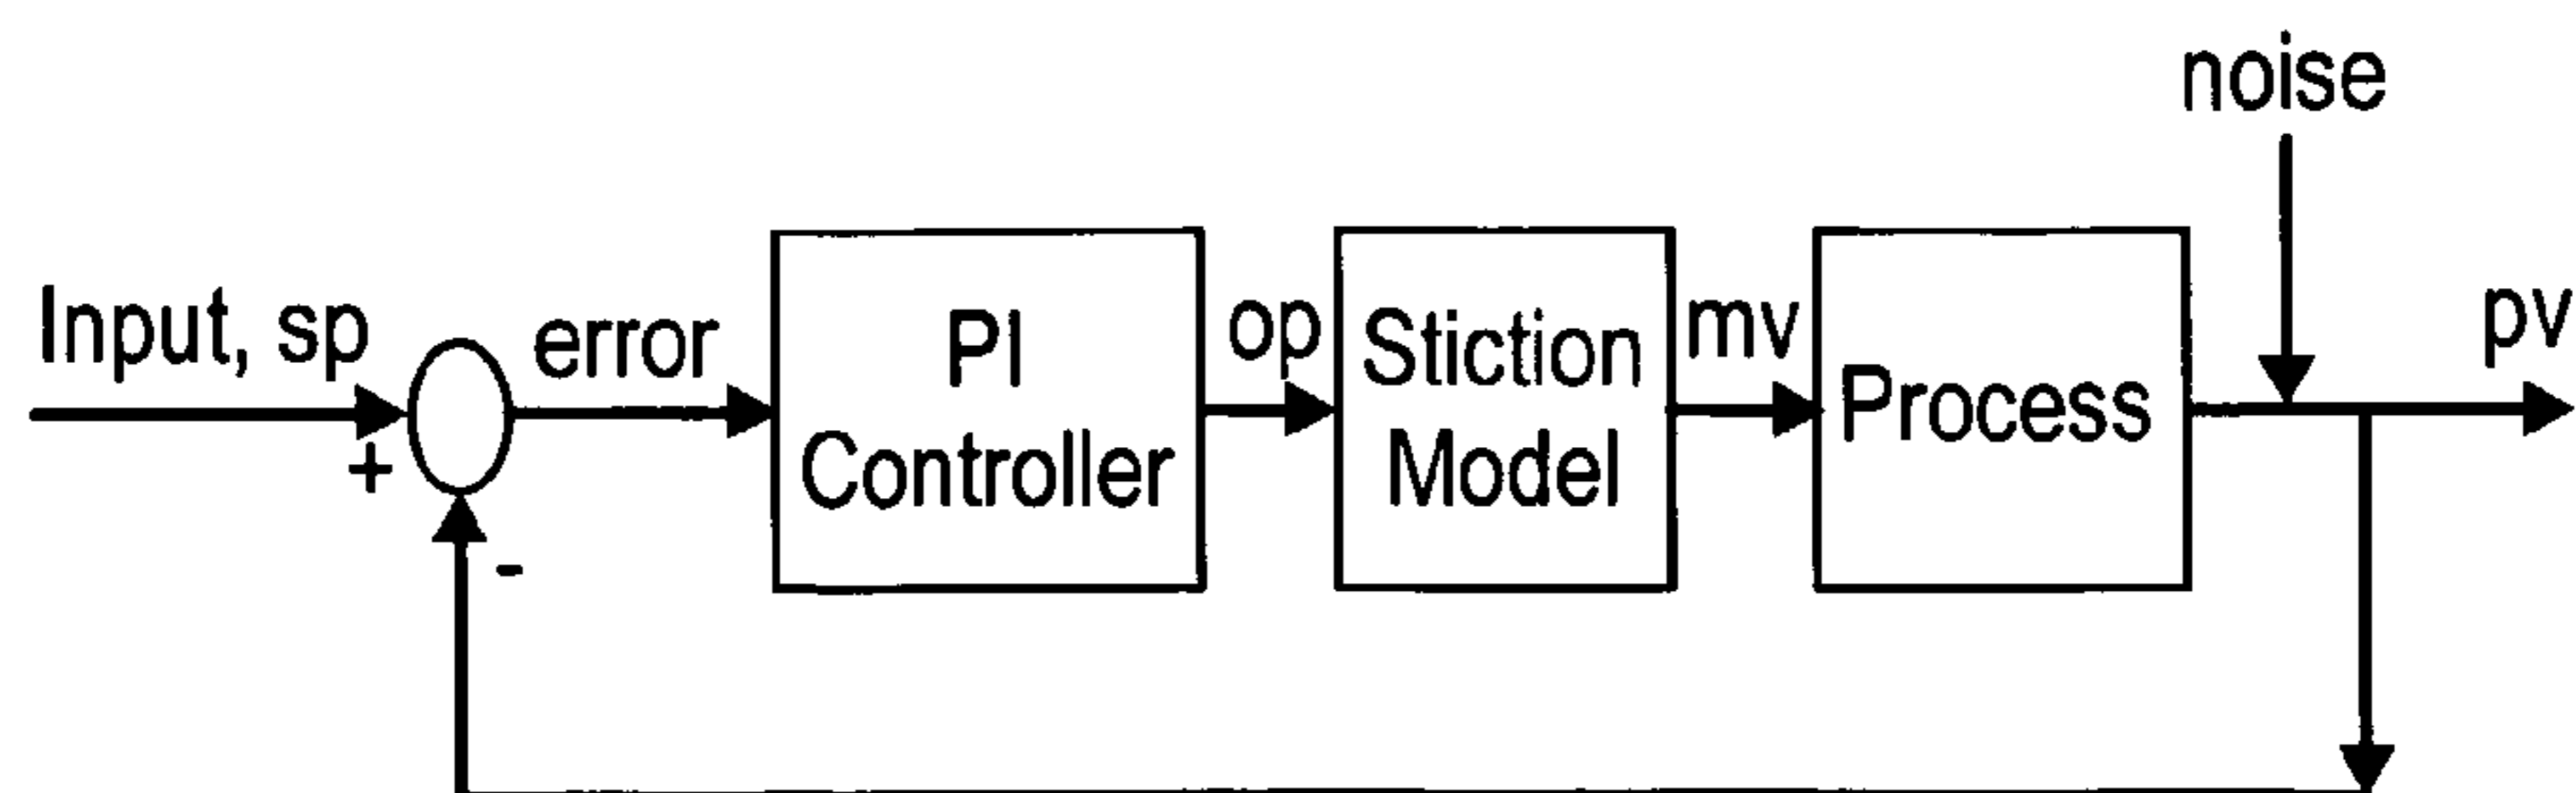 noise
Input, sp
error
PI
Controller
op
Stiction
Model
mv
Process
pv
+
-